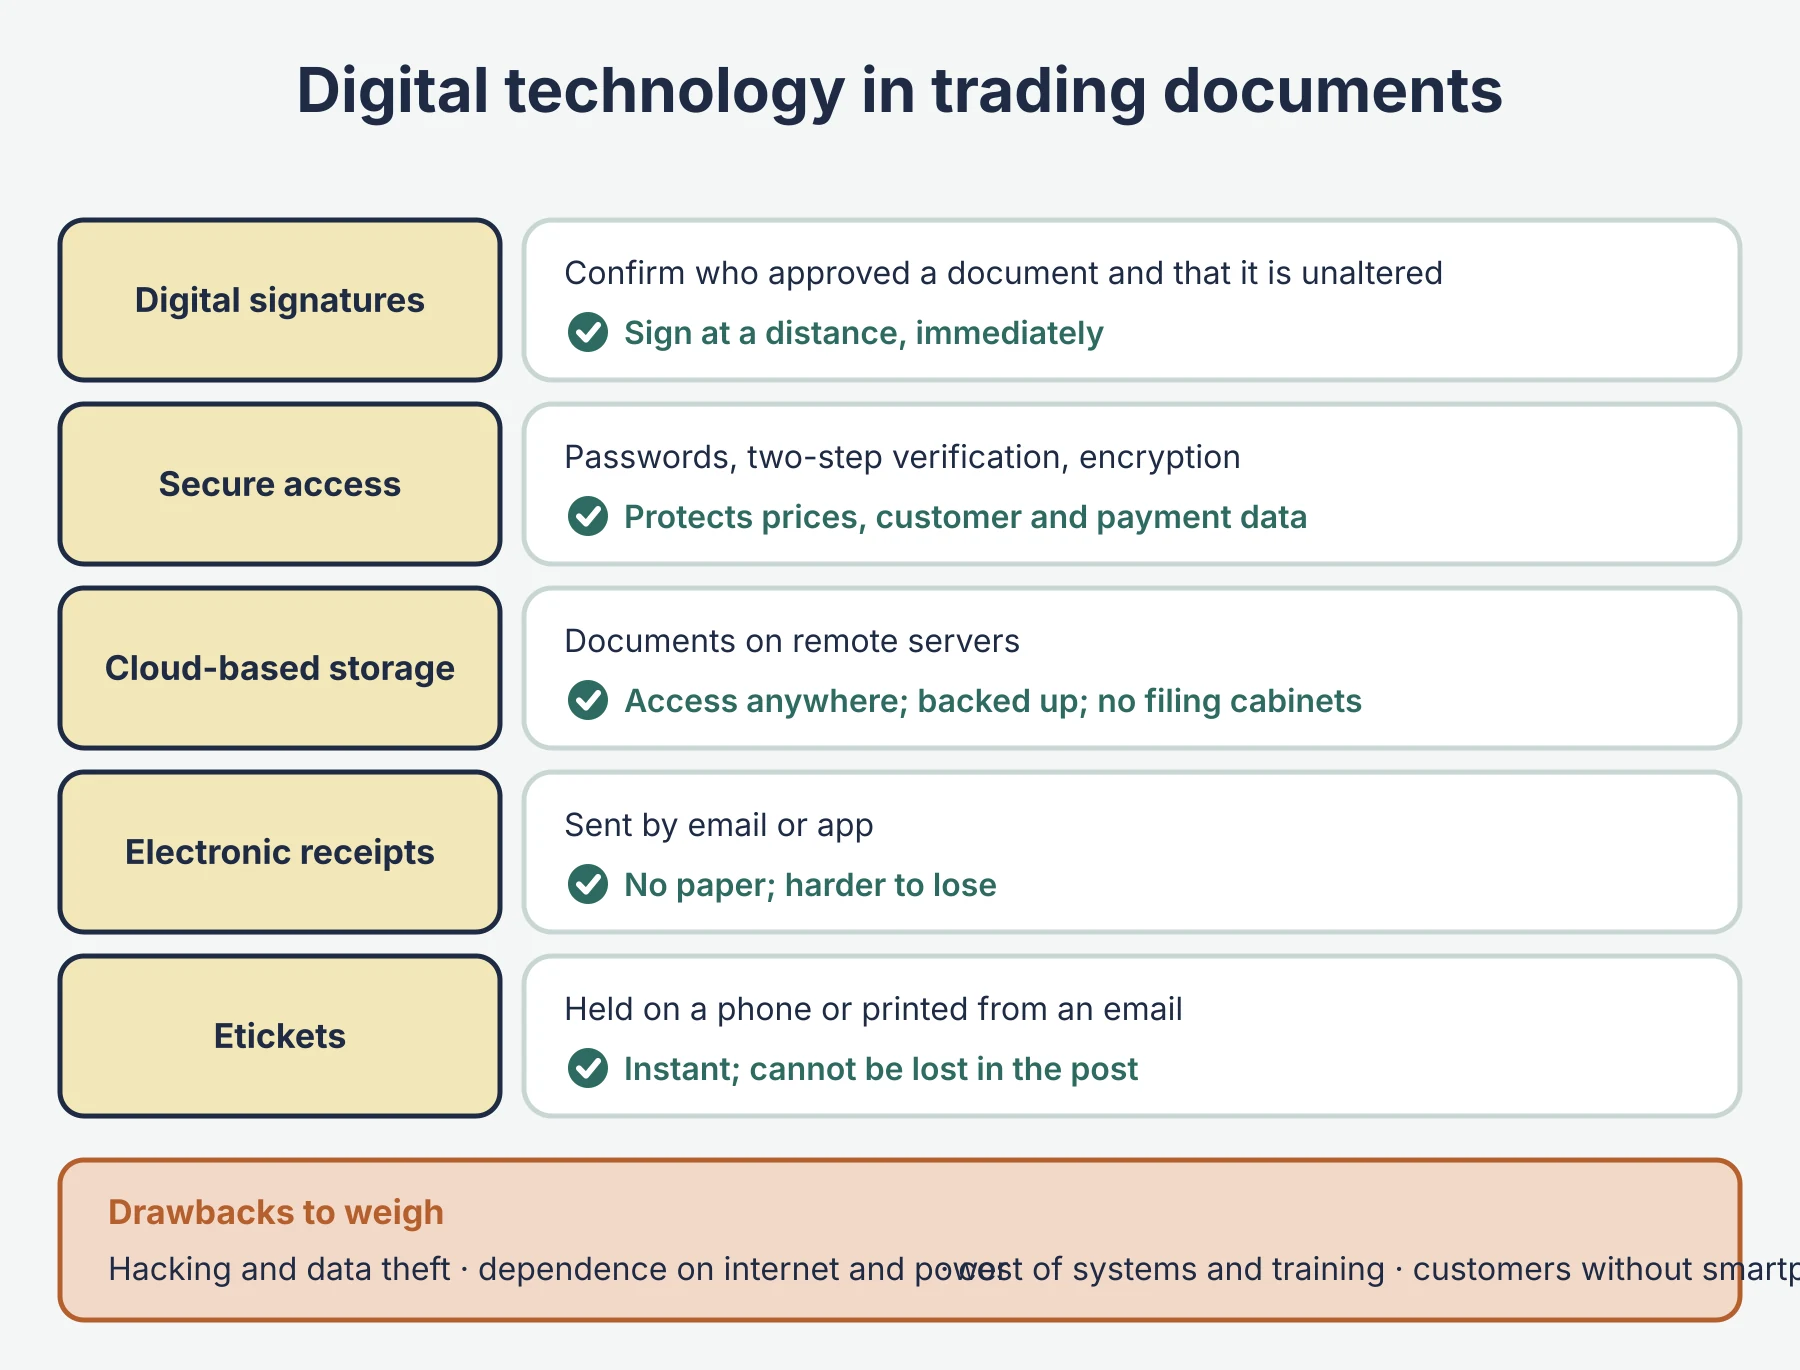 Digital technology in trading documents
Digital signatures
Confirm who approved a document and that it is unaltered
Sign at a distance, immediately
Secure access
Passwords, two-step verification, encryption
Protects prices, customer and payment data
Cloud-based storage
Documents on remote servers
Access anywhere; backed up; no filing cabinets
Electronic receipts
Sent by email or app
No paper; harder to lose
Etickets
Held on a phone or printed from an email
Instant; cannot be lost in the post
Drawbacks to weigh
Hacking and data theft · dependence on internet and power · cost of systems and training · customers without